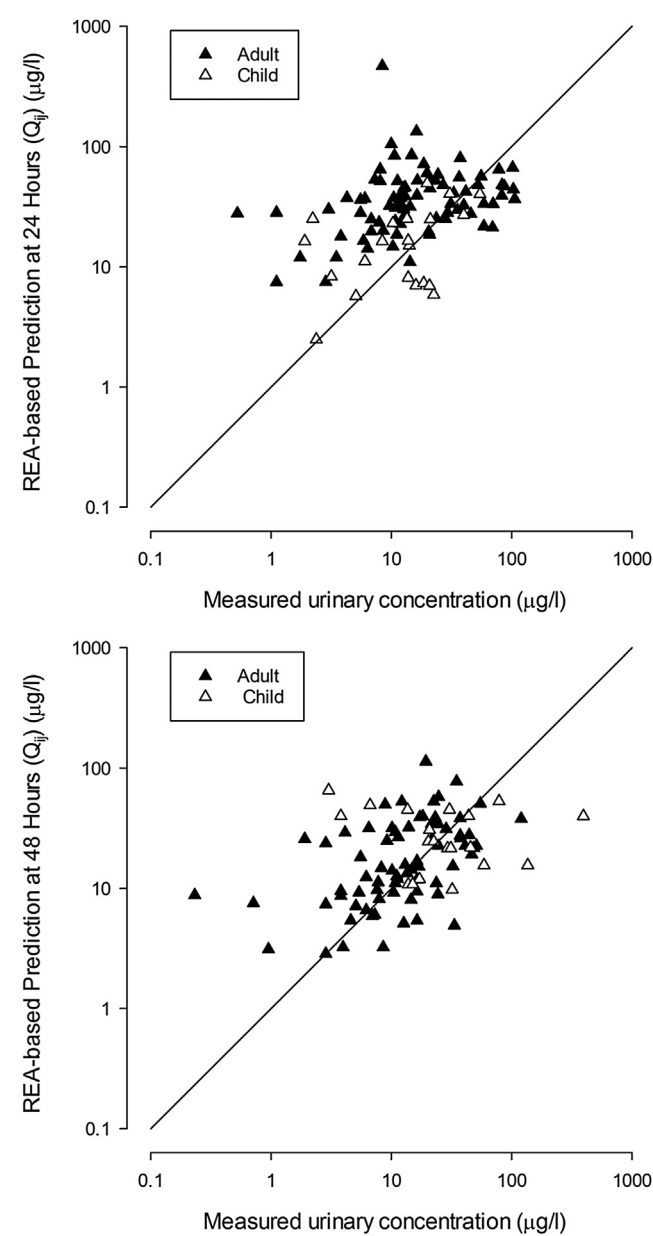 REA-based Prediction at 24 Hours (Qij) (μg/l)
1000
100
10
1
0.1
Adult
Child
0.1 1 10 100 1000
Measured urinary concentration (μg/l)
REA-based Prediction at 48 Hours (Qij) (μg/l)
1000
100
10
1
0.1
Adult
Child
0.1 1 10 100 1000
Measured urinary concentration (μg/l)